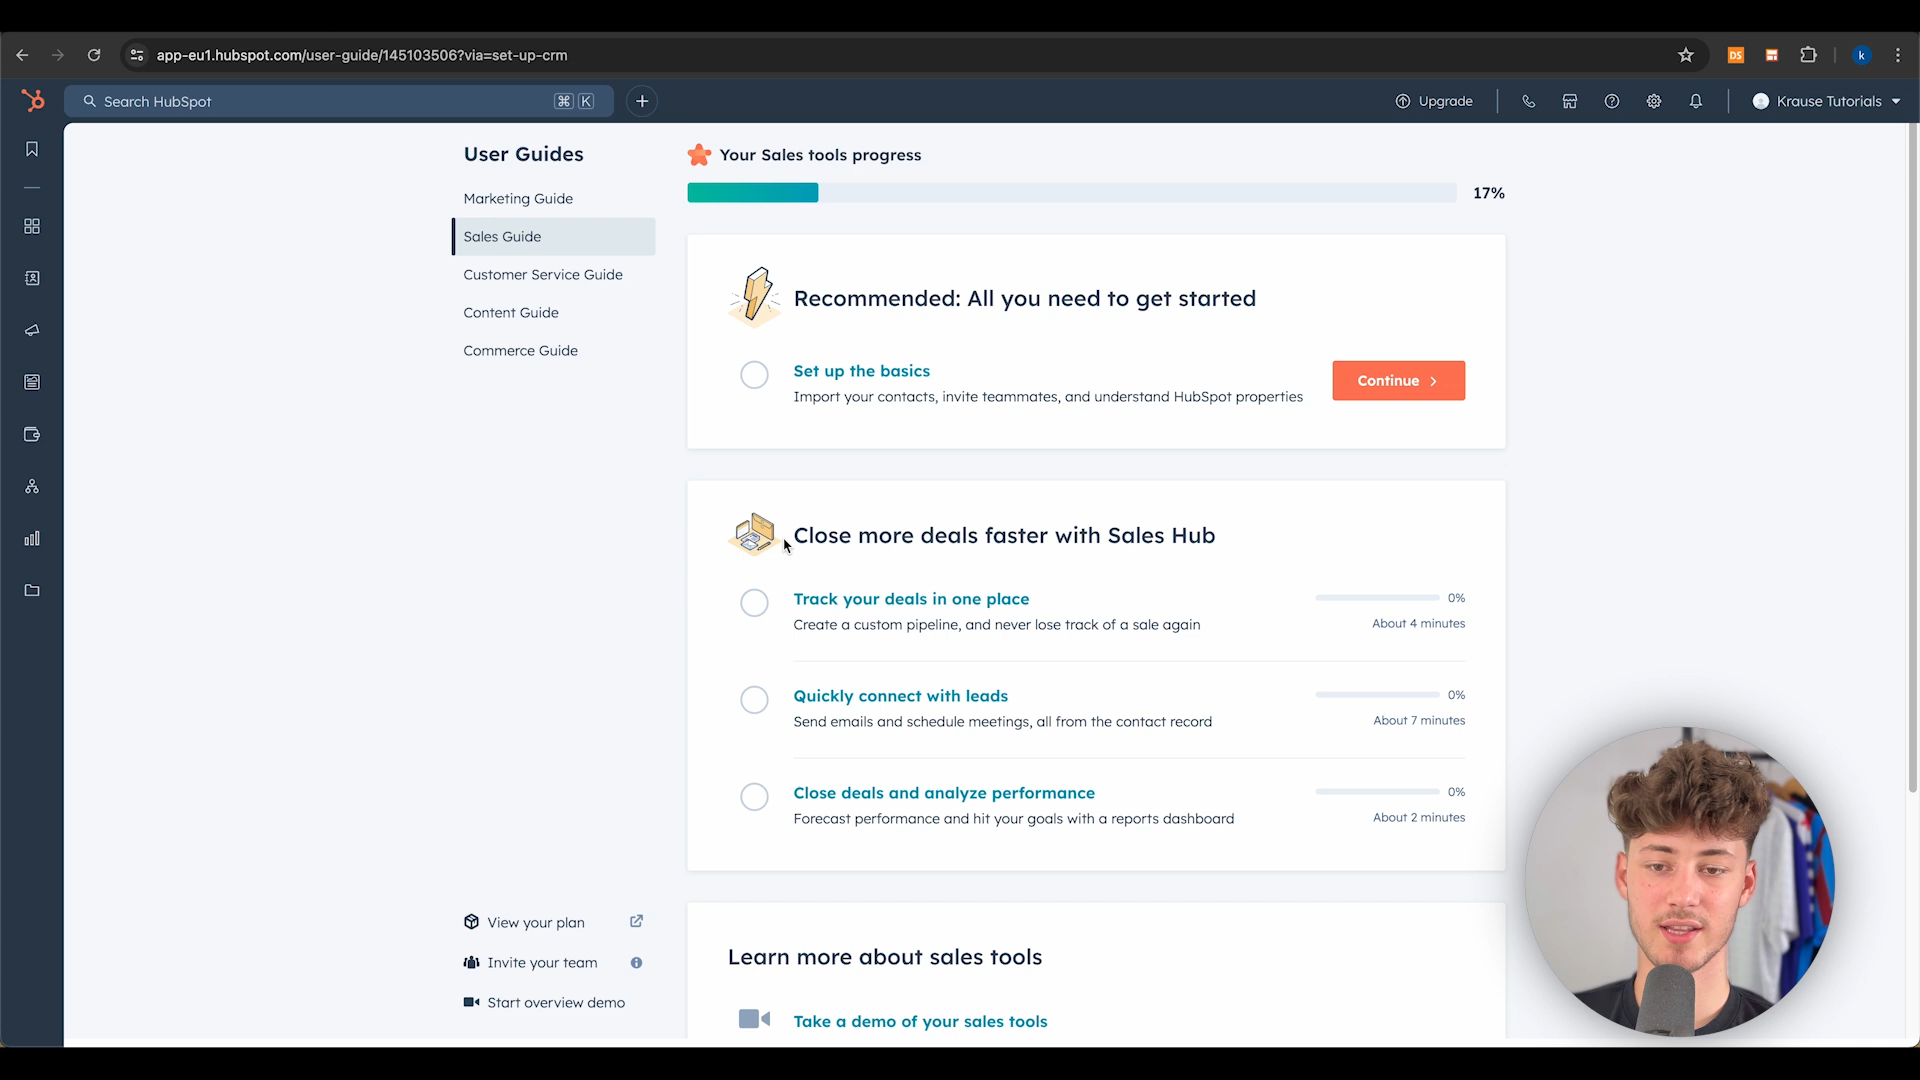 app-eu1.hubspot.com/user-guide/145103506?via=set-up-crm
DS
k
Search HubSpot
⌘ K
Upgrade
Krause Tutorials
User Guides
Marketing Guide
Sales Guide
Customer Service Guide
Content Guide
Commerce Guide
Your Sales tools progress
17%
Recommended: All you need to get started
Set up the basics
Import your contacts, invite teammates, and understand HubSpot properties
Continue
Close more deals faster with Sales Hub
Track your deals in one place
0%
Create a custom pipeline, and never lose track of a sale again
About 4 minutes
Quickly connect with leads
0%
Send emails and schedule meetings, all from the contact record
About 7 minutes
Close deals and analyze performance
0%
Forecast performance and hit your goals with a reports dashboard
About 2 minutes
View your plan
Invite your team
Start overview demo
Learn more about sales tools
Take a demo of your sales tools